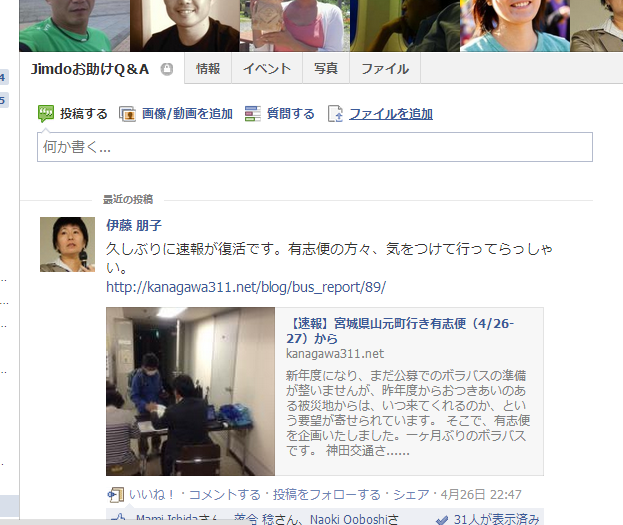 4
5
Jimdoお助けQ&A
情報
イベント
写真
ファイル
投稿する
画像/動画を追加
質問する
ファイルを追加
何か書く...
最近の投稿
伊藤 朋子
久しぶりに速報が復活です。有志便の方々、気をつけて行ってらっしゃ
い。
http://kanagawa311.net/blog/bus_report/89/
【速報】宮城県山元町行き有志便（4/26-
27）から
kanagawa311.net
新年度になり、まだ公募でのボラバスの準備
が整いませんが、昨年度からおつきあいのあ
る被災地からは、いつ来てくれるのか、とい
う要望が寄せられています。 そこで、有志便
を企画いたしました。一ヶ月ぶりのボラバス
です。 神田交通さ......
いいね！ · コメントする · 投稿をフォローする · シェア · 4月26日 22:47
Mami Ishidaさん、落合 稔さん、Naoki Ooboshiさ
31人が表示済み